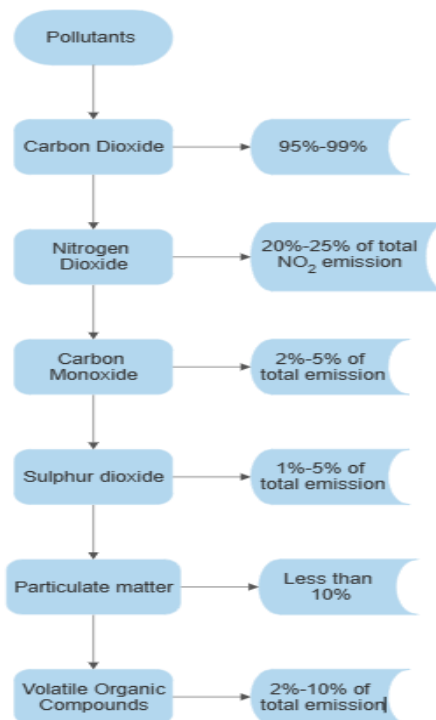 Pollutants
Carbon Dioxide
95%-99%
Nitrogen
Dioxide
20%-25% of total
NO₂ emission
Carbon
Monoxide
2%-5% of
total emission
Sulphur dioxide
1%-5% of
total emission
Particulate matter
Less than
10%
Volatile Organic
Compounds
2%-10% of
total emission